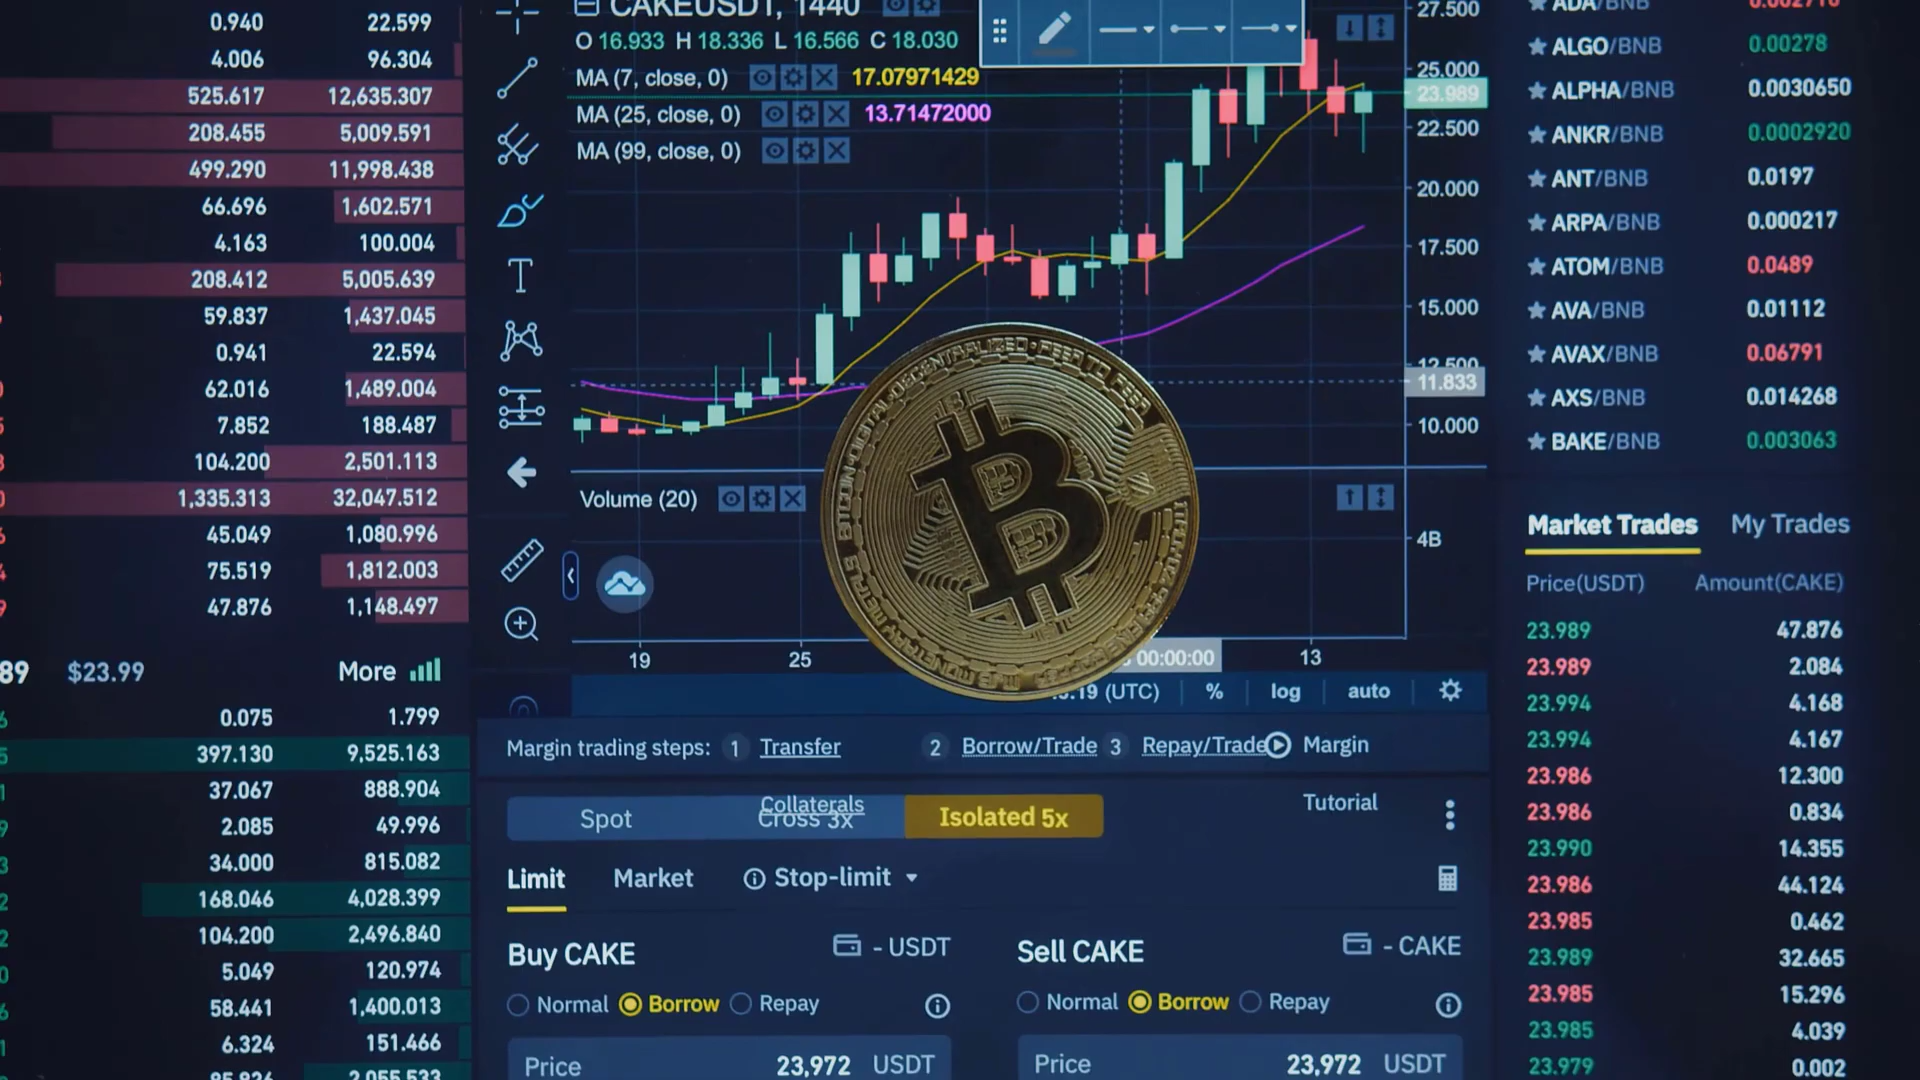 0.940 22.599
4.006 96.304
525.617 12,635.307
208.455 5,009.591
499.290 11,998.438
66.696 1,602.571
4.163 100.004
208.412 5,005.639
59.837 1,437.045
0.941 22.594
62.016 1,489.004
7.852 188.487
104.200 2,501.113
1,335.313 32,047.512
45.049 1,080.996
75.519 1,812.003
47.876 1,148.497
89 $23.99 More
0.075 1.799
397.130 9,525.163
37.067 888.904
2.085 49.996
34.000 815.082
168.046 4,028.399
104.200 2,496.840
5.049 120.974
58.441 1,400.013
6.324 151.466
2,055.533
CAKEUSDT, 1440
O 16.933 H 18.336 L 16.566 C 18.030
MA (7, close, 0) 17.07971429
MA (25, close, 0) 13.71472000
MA (99, close, 0)
27.500
25.000
23.989
22.500
20.000
17.500
15.000
12.500
11.833
10.000
Volume (20)
4B
BITCOIN·DIGITAL·DECENTRALIZED·PEER TO PEER
19 25 00:00:00 13
19 (UTC) % log auto
Margin trading steps: 1 Transfer 2 Borrow/Trade 3 Repay/Trade Margin
Collaterals Tutorial
Spot Cross 3x Isolated 5x
Limit Market Stop-limit
Buy CAKE - USDT
Normal Borrow Repay
Price 23,972 USDT
Sell CAKE - CAKE
Normal Borrow Repay
Price 23,972 USDT
ADA/BNB 0.002716
ALGO/BNB 0.00278
ALPHA/BNB 0.0030650
ANKR/BNB 0.0002920
ANT/BNB 0.0197
ARPA/BNB 0.000217
ATOM/BNB 0.0489
AVA/BNB 0.01112
AVAX/BNB 0.06791
AXS/BNB 0.014268
BAKE/BNB 0.003063
Market Trades My Trades
Price(USDT) Amount(CAKE)
23.989 47.876
23.989 2.084
23.994 4.168
23.994 4.167
23.986 12.300
23.986 0.834
23.990 14.355
23.986 44.124
23.985 0.462
23.989 32.665
23.985 15.296
23.985 4.039
23.979 0.002